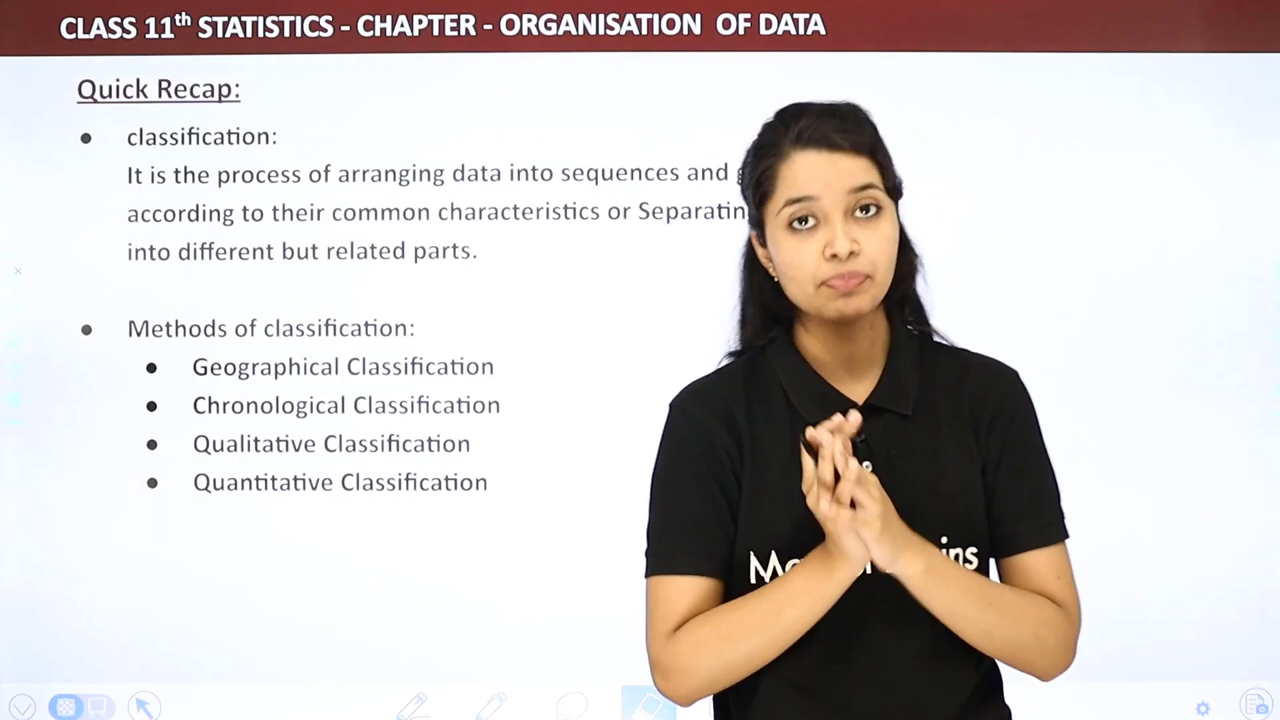 CLASS 11th STATISTICS - CHAPTER - ORGANISATION OF DATA
Quick Recap:
classification:
It is the process of arranging data into sequences and
according to their common characteristics or
into different but related parts.
Methods of classification:
Geographical Classification
Chronological Classification
Qualitative Classification
Quantitative Classification